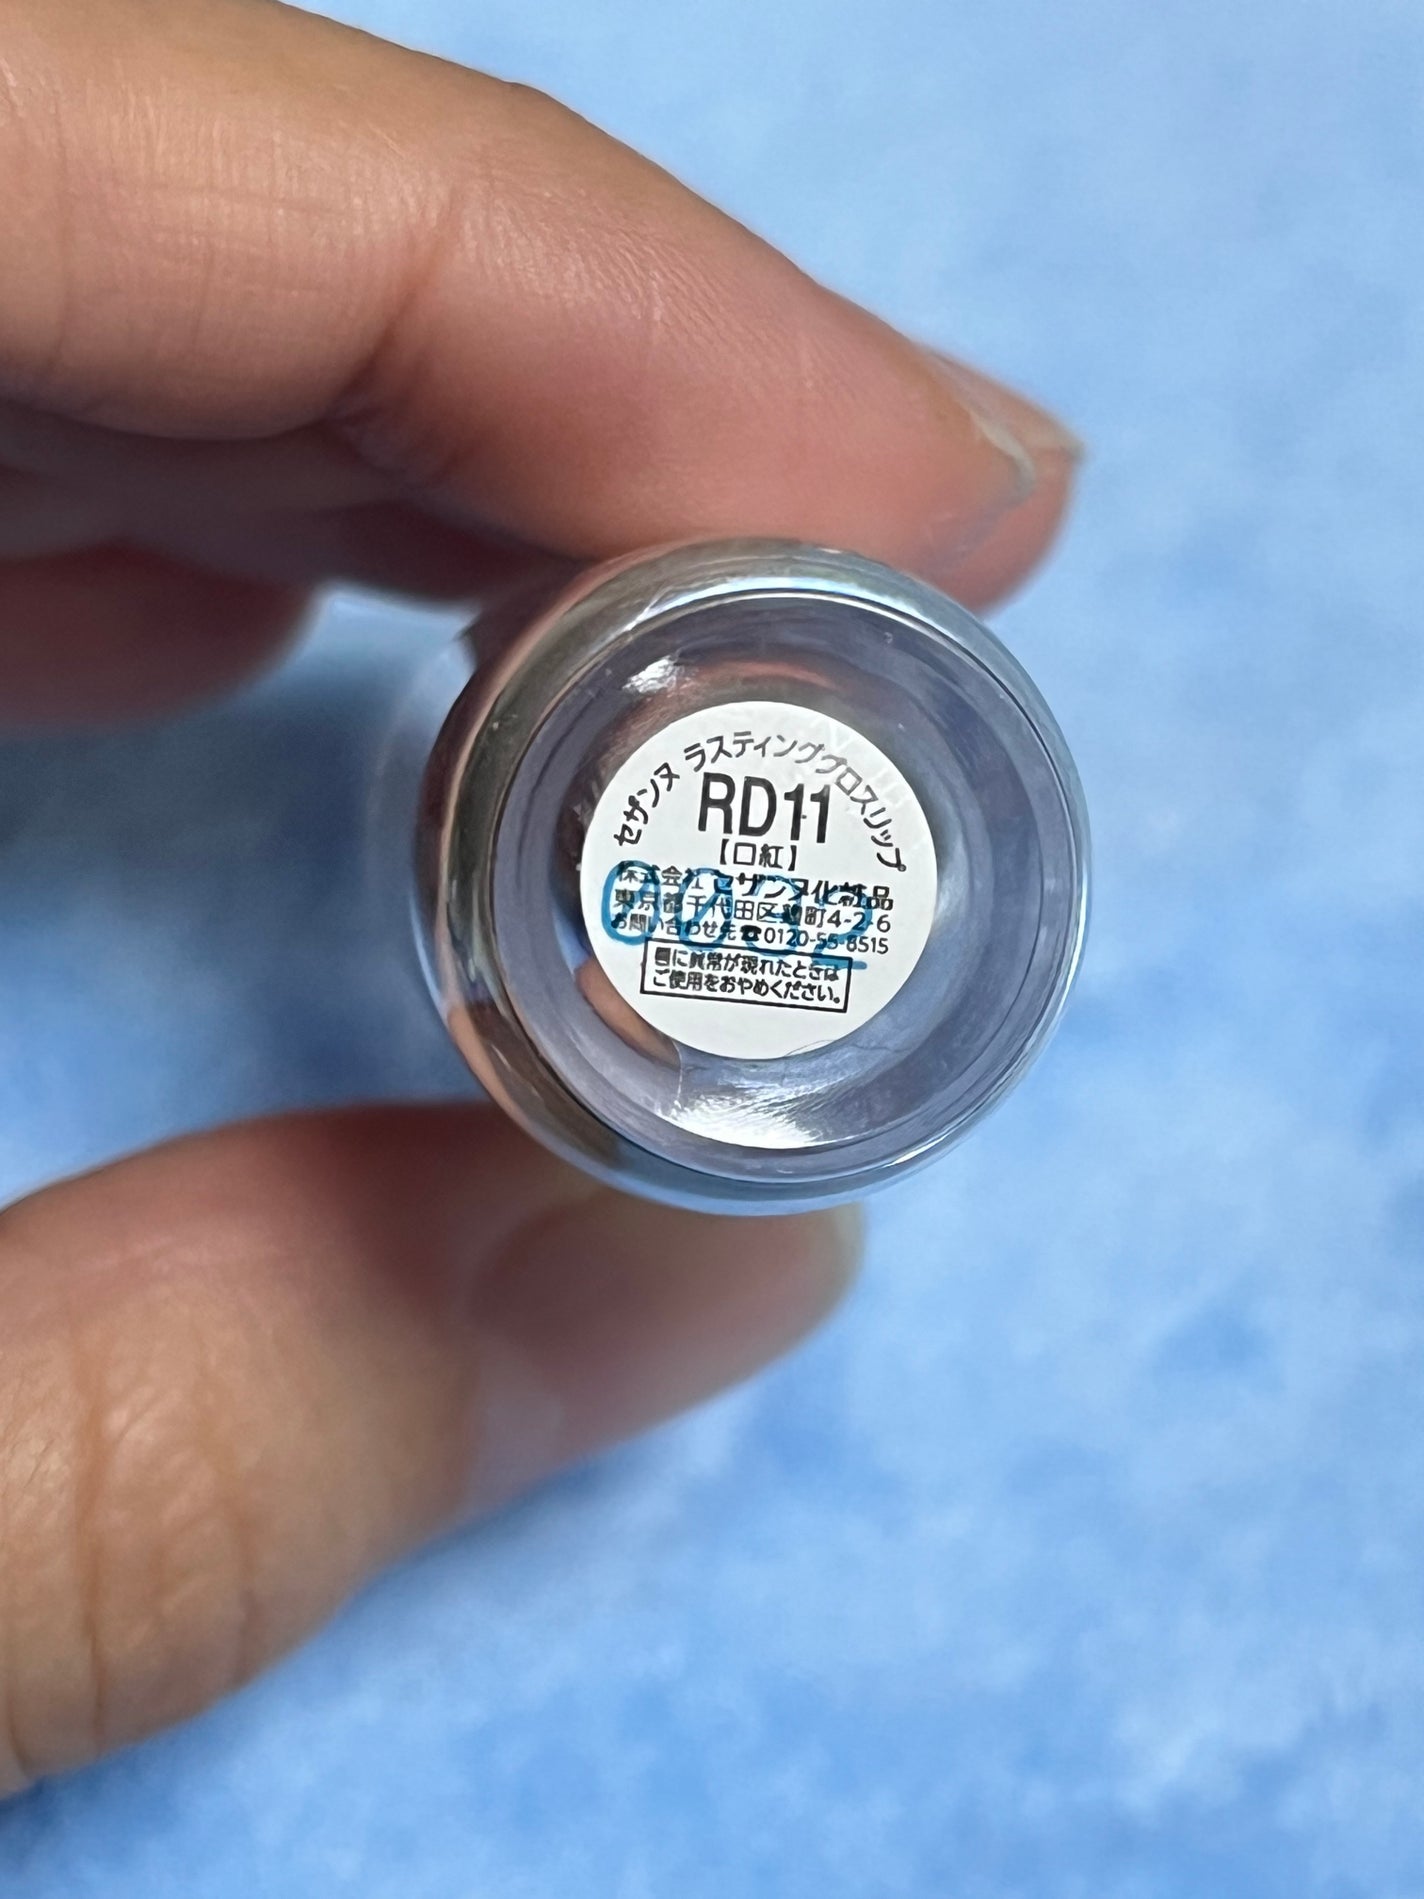 セザンヌ ラスティンググロスリップ
RD11
【口紅】
株式会社 セザンヌ化粧品
東京都千代田区麹町4-2-6
お問い合わせ先☎0120-55-8515
唇に異常が現れたときは
ご使用をおやめください。
0032